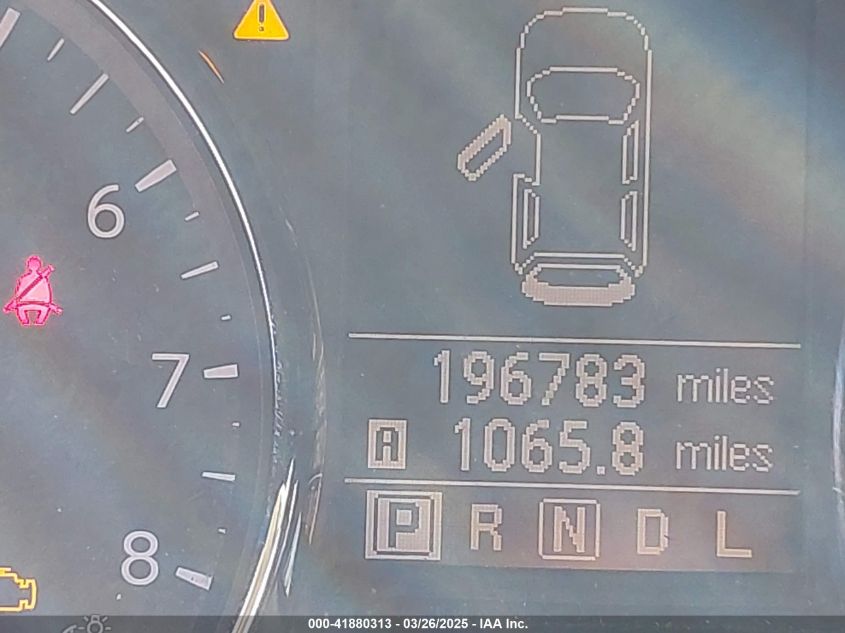 6
7
8
196783 miles
A 1065.8 miles
P R N D L
000-41880313 - 03/26/2025 - IAA Inc.